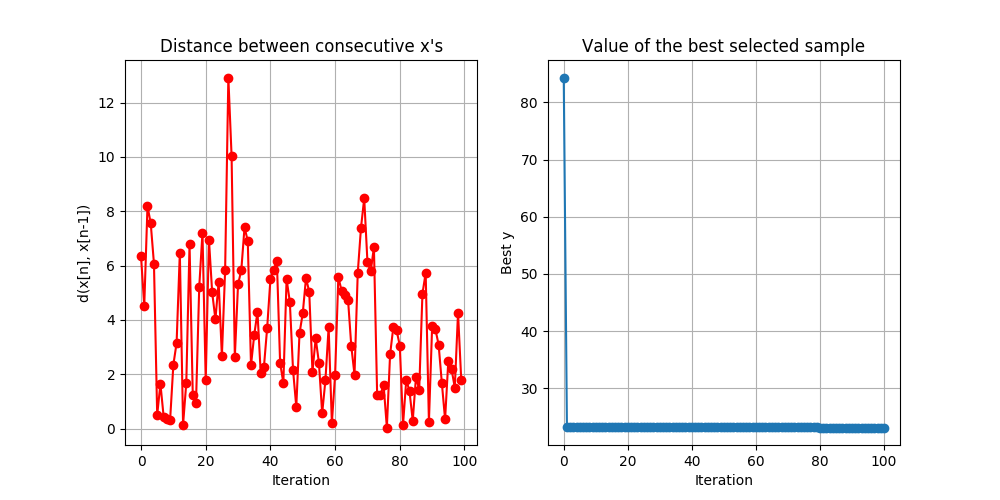 Distance between consecutive x's
d(x[n], x[n-1])
12
10
8
6
4
2
0
0 20 40 60 80 100
Iteration
Value of the best selected sample
Best y
80
70
60
50
40
30
0 20 40 60 80 100
Iteration